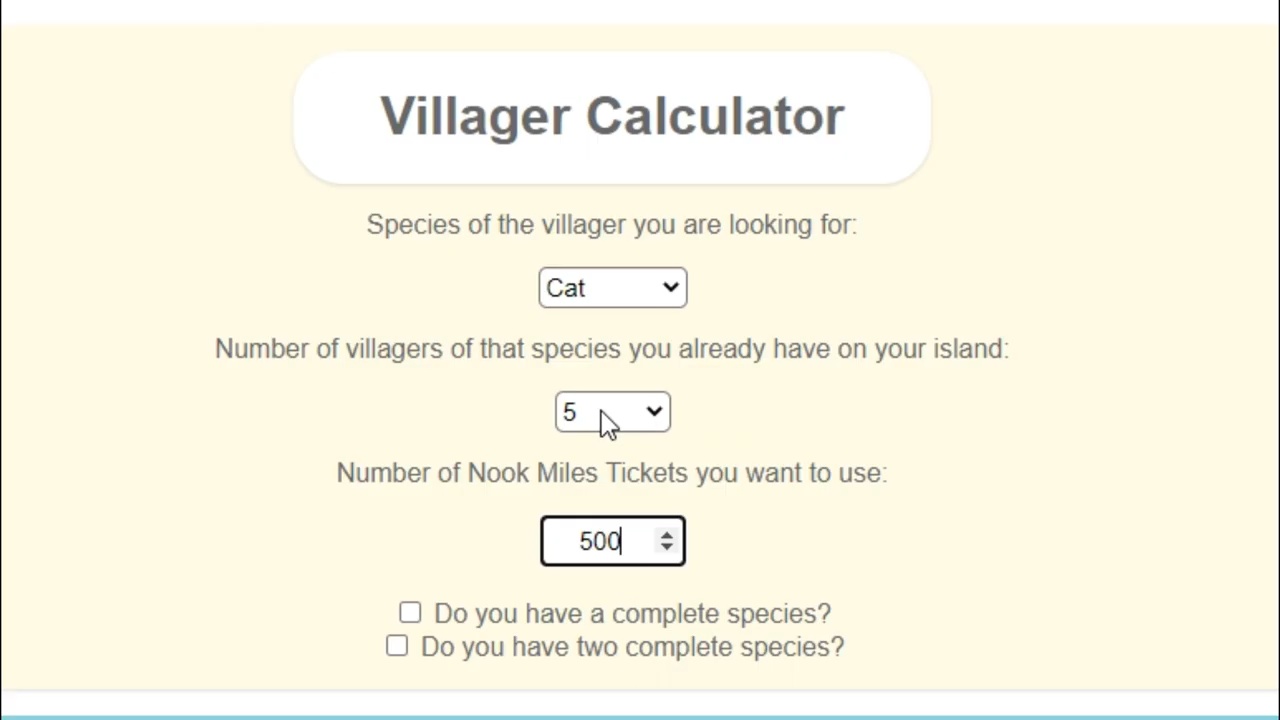 Villager Calculator
Species of the villager you are looking for:
Cat
Number of villagers of that species you already have on your island:
5
Number of Nook Miles Tickets you want to use:
500
Do you have a complete species?
Do you have two complete species?